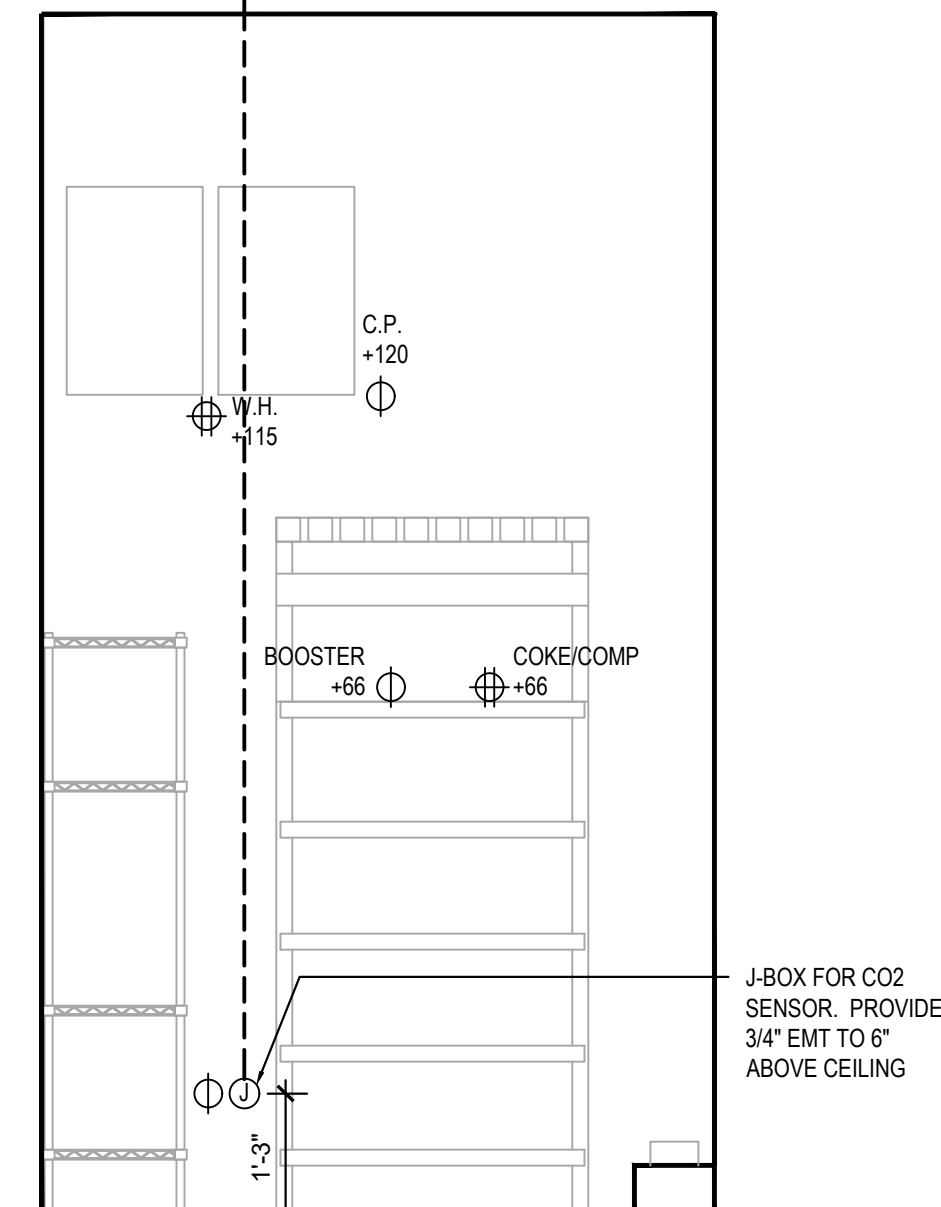 C.P.
+120
W.H.
+115
BOOSTER
+66
COKE/COMP
+66
J-BOX FOR CO2
SENSOR. PROVIDE
3/4" EMT TO 6"
ABOVE CEILING
J
1'-3"